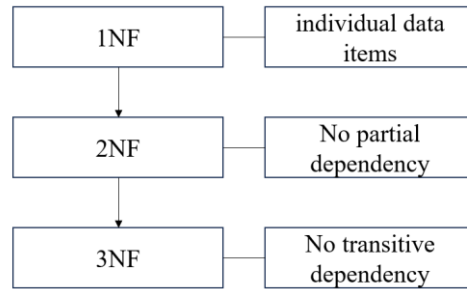 1NF
individual data
items
2NF
No partial
dependency
3NF
No transitive
dependency